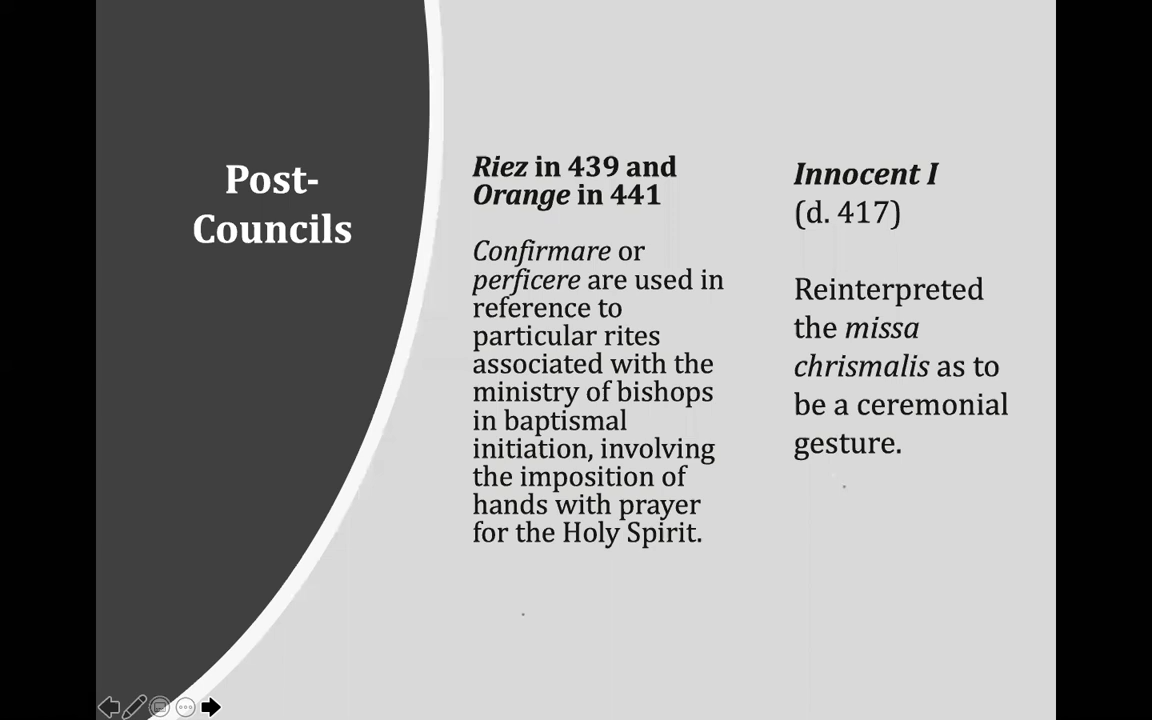 Post-
Councils
Riez in 439 and
Orange in 441
Confirmare or
perficere are used in
reference to
particular rites
associated with the
ministry of bishops
in baptismal
initiation, involving
the imposition of
hands with prayer
for the Holy Spirit.
Innocent I
(d. 417)
Reinterpreted
the missa
chrismalis as to
be a ceremonial
gesture.